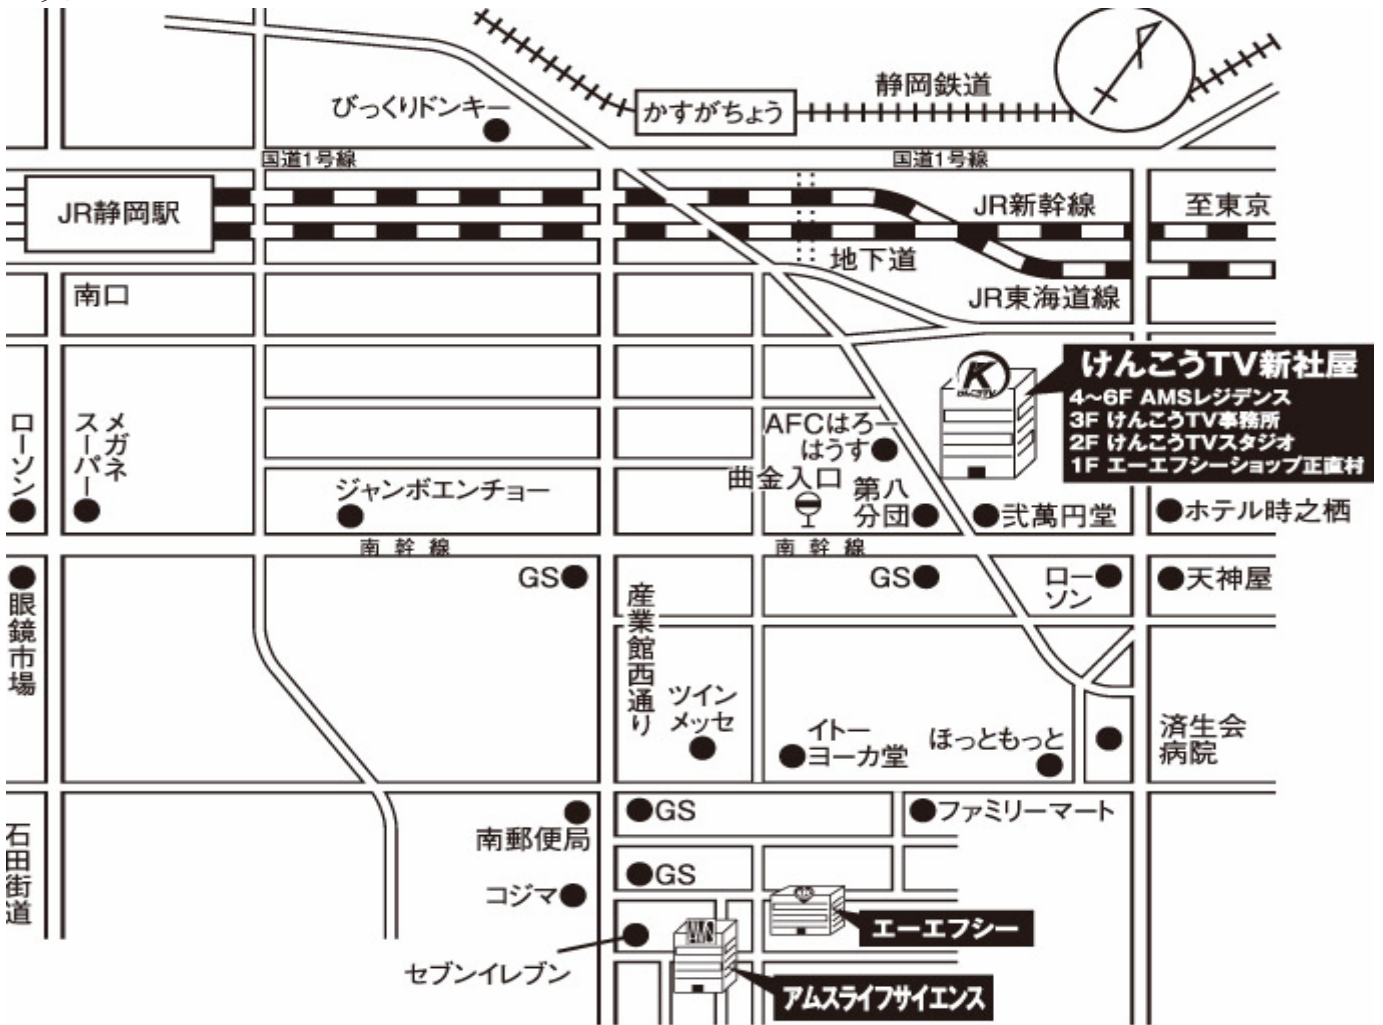 静岡鉄道
びっくりドンキー
かすがちょう
国道1号線
国道1号線
JR静岡駅
JR新幹線
至東京
地下道
南口
JR東海道線
けんこうTV新社屋
4〜6F AMSレジデンス
3F けんこうTV事務所
2F けんこうTVスタジオ
1F エーエフシーショップ正直村
K
ローソン
メガネ
スーパー
AFCはろー
はうす
曲金入口
第八
分団
ジャンボエンチョー
弐萬円堂
ホテル時之栖
南幹線
南幹線
眼鏡市場
GS
産業館西通り
GS
ロー
ソン
天神屋
ツイン
メッセ
イトー
ヨーカ堂
ほっともっと
済生会
病院
石田街道
南郵便局
GS
ファミリーマート
コジマ
GS
エーエフシー
セブンイレブン
アムスライフサイエンス